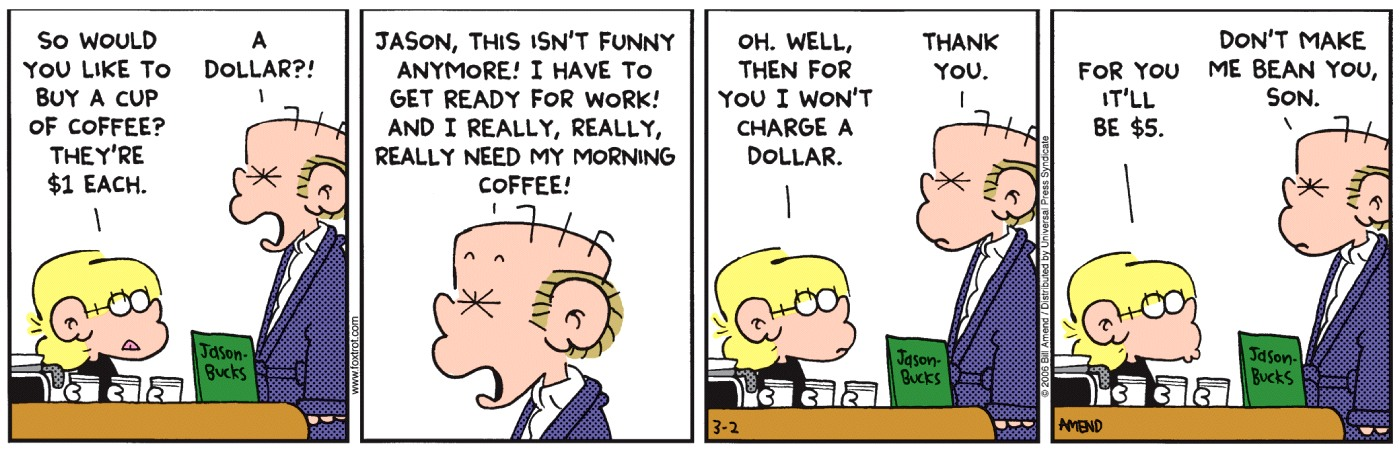 SO WOULD
YOU LIKE TO
BUY A CUP
OF COFFEE?
THEY'RE
$1 EACH.
A
DOLLAR?!
Jason-
Bucks
www.foxtrot.com
JASON, THIS ISN'T FUNNY
ANYMORE! I HAVE TO
GET READY FOR WORK!
AND I REALLY, REALLY,
REALLY NEED MY MORNING
COFFEE!
OH. WELL,
THEN FOR
YOU I WON'T
CHARGE A
DOLLAR.
THANK
YOU.
Jason-
Bucks
3-2
© 2006 Bill Amend / Distributed by Universal Press Syndicate
FOR YOU
IT'LL
BE $5.
DON'T MAKE
ME BEAN YOU,
SON.
Jason-
Bucks
AMEND